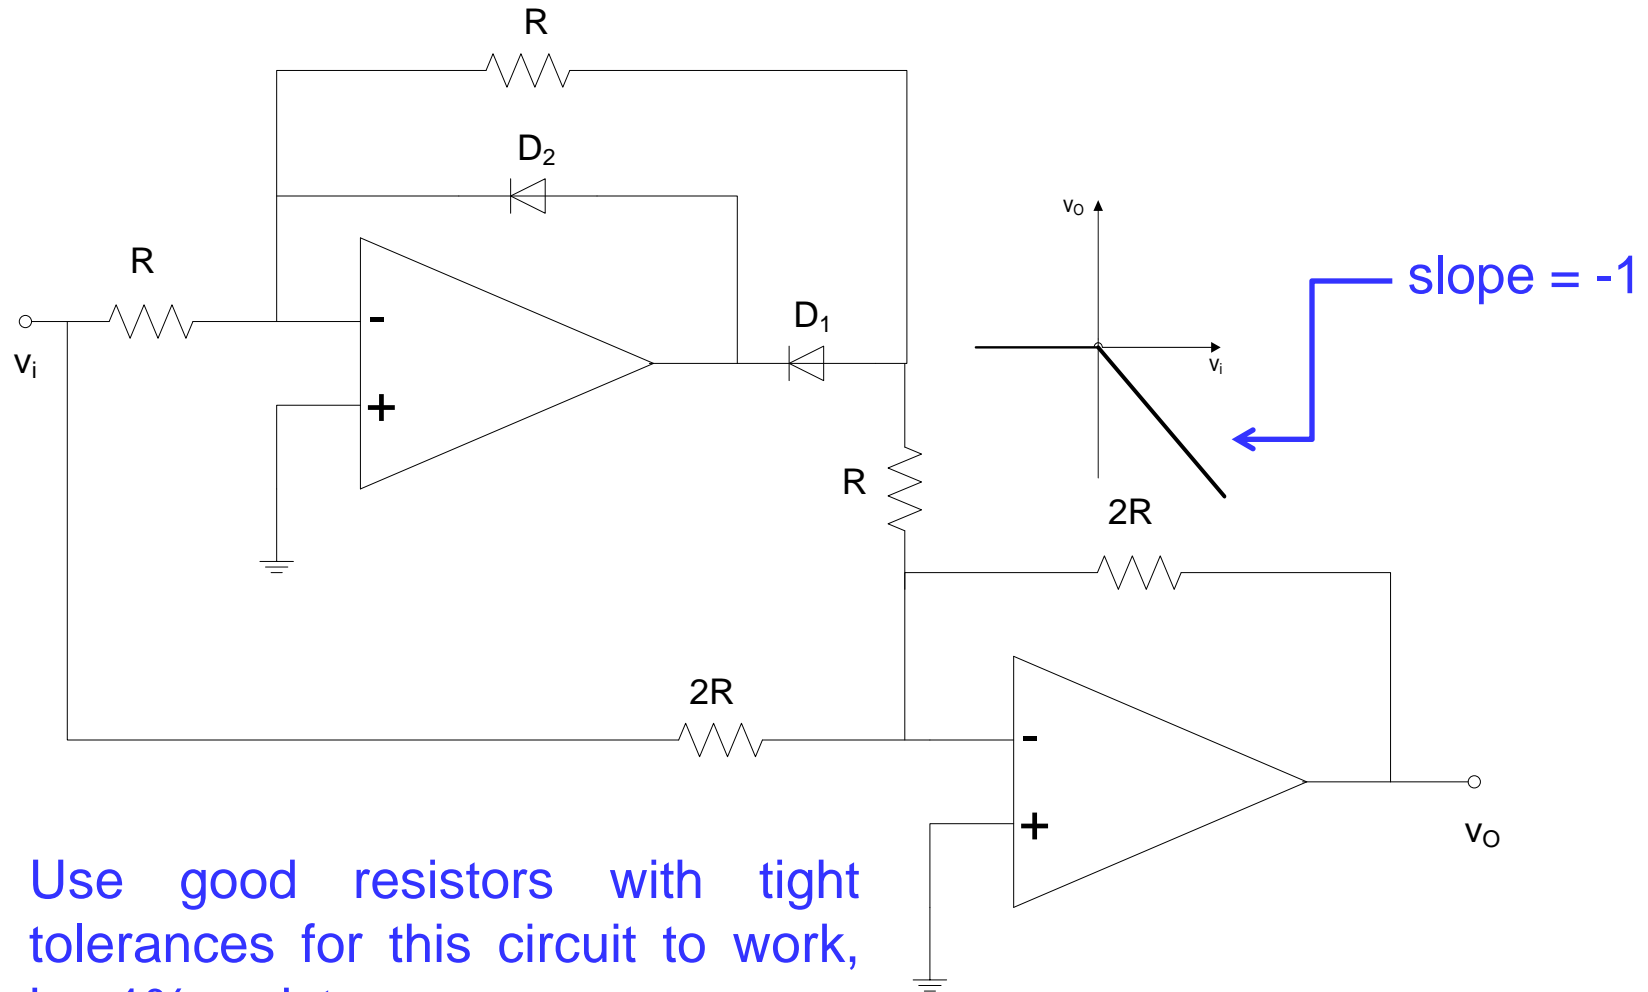 R
D2
R
D1
vi
-
+
vO
vi
slope = -1
R
2R
2R
-
+
vO
Use good resistors with tight
tolerances for this circuit to work,